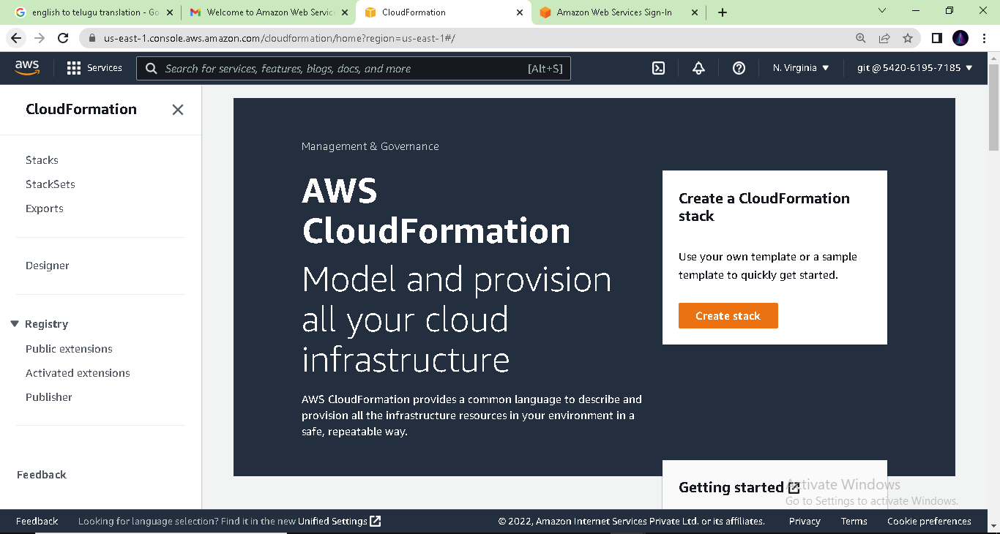 english to telugu translation - Go
Welcome to Amazon Web Servic
CloudFormation
Amazon Web Services Sign-In
us-east-1.console.aws.amazon.com/cloudformation/home?region=us-east-1#/
aws
Services
Search for services, features, blogs, docs, and more
[Alt+S]
N. Virginia
git @ 5420-6195-7185
CloudFormation
Stacks
StackSets
Exports
Designer
Registry
Public extensions
Activated extensions
Publisher
Feedback
Management & Governance
AWS
CloudFormation
Model and provision
all your cloud
infrastructure
AWS CloudFormation provides a common language to describe and
provision all the infrastructure resources in your environment in a
safe, repeatable way.
Create a CloudFormation
stack
Use your own template or a sample
template to quickly get started.
Create stack
Getting started
Activate Windows
Go to Settings to activate Windows.
Feedback
Looking for language selection? Find it in the new Unified Settings
© 2022, Amazon Internet Services Private Ltd. or its affiliates.
Privacy
Terms
Cookie preferences